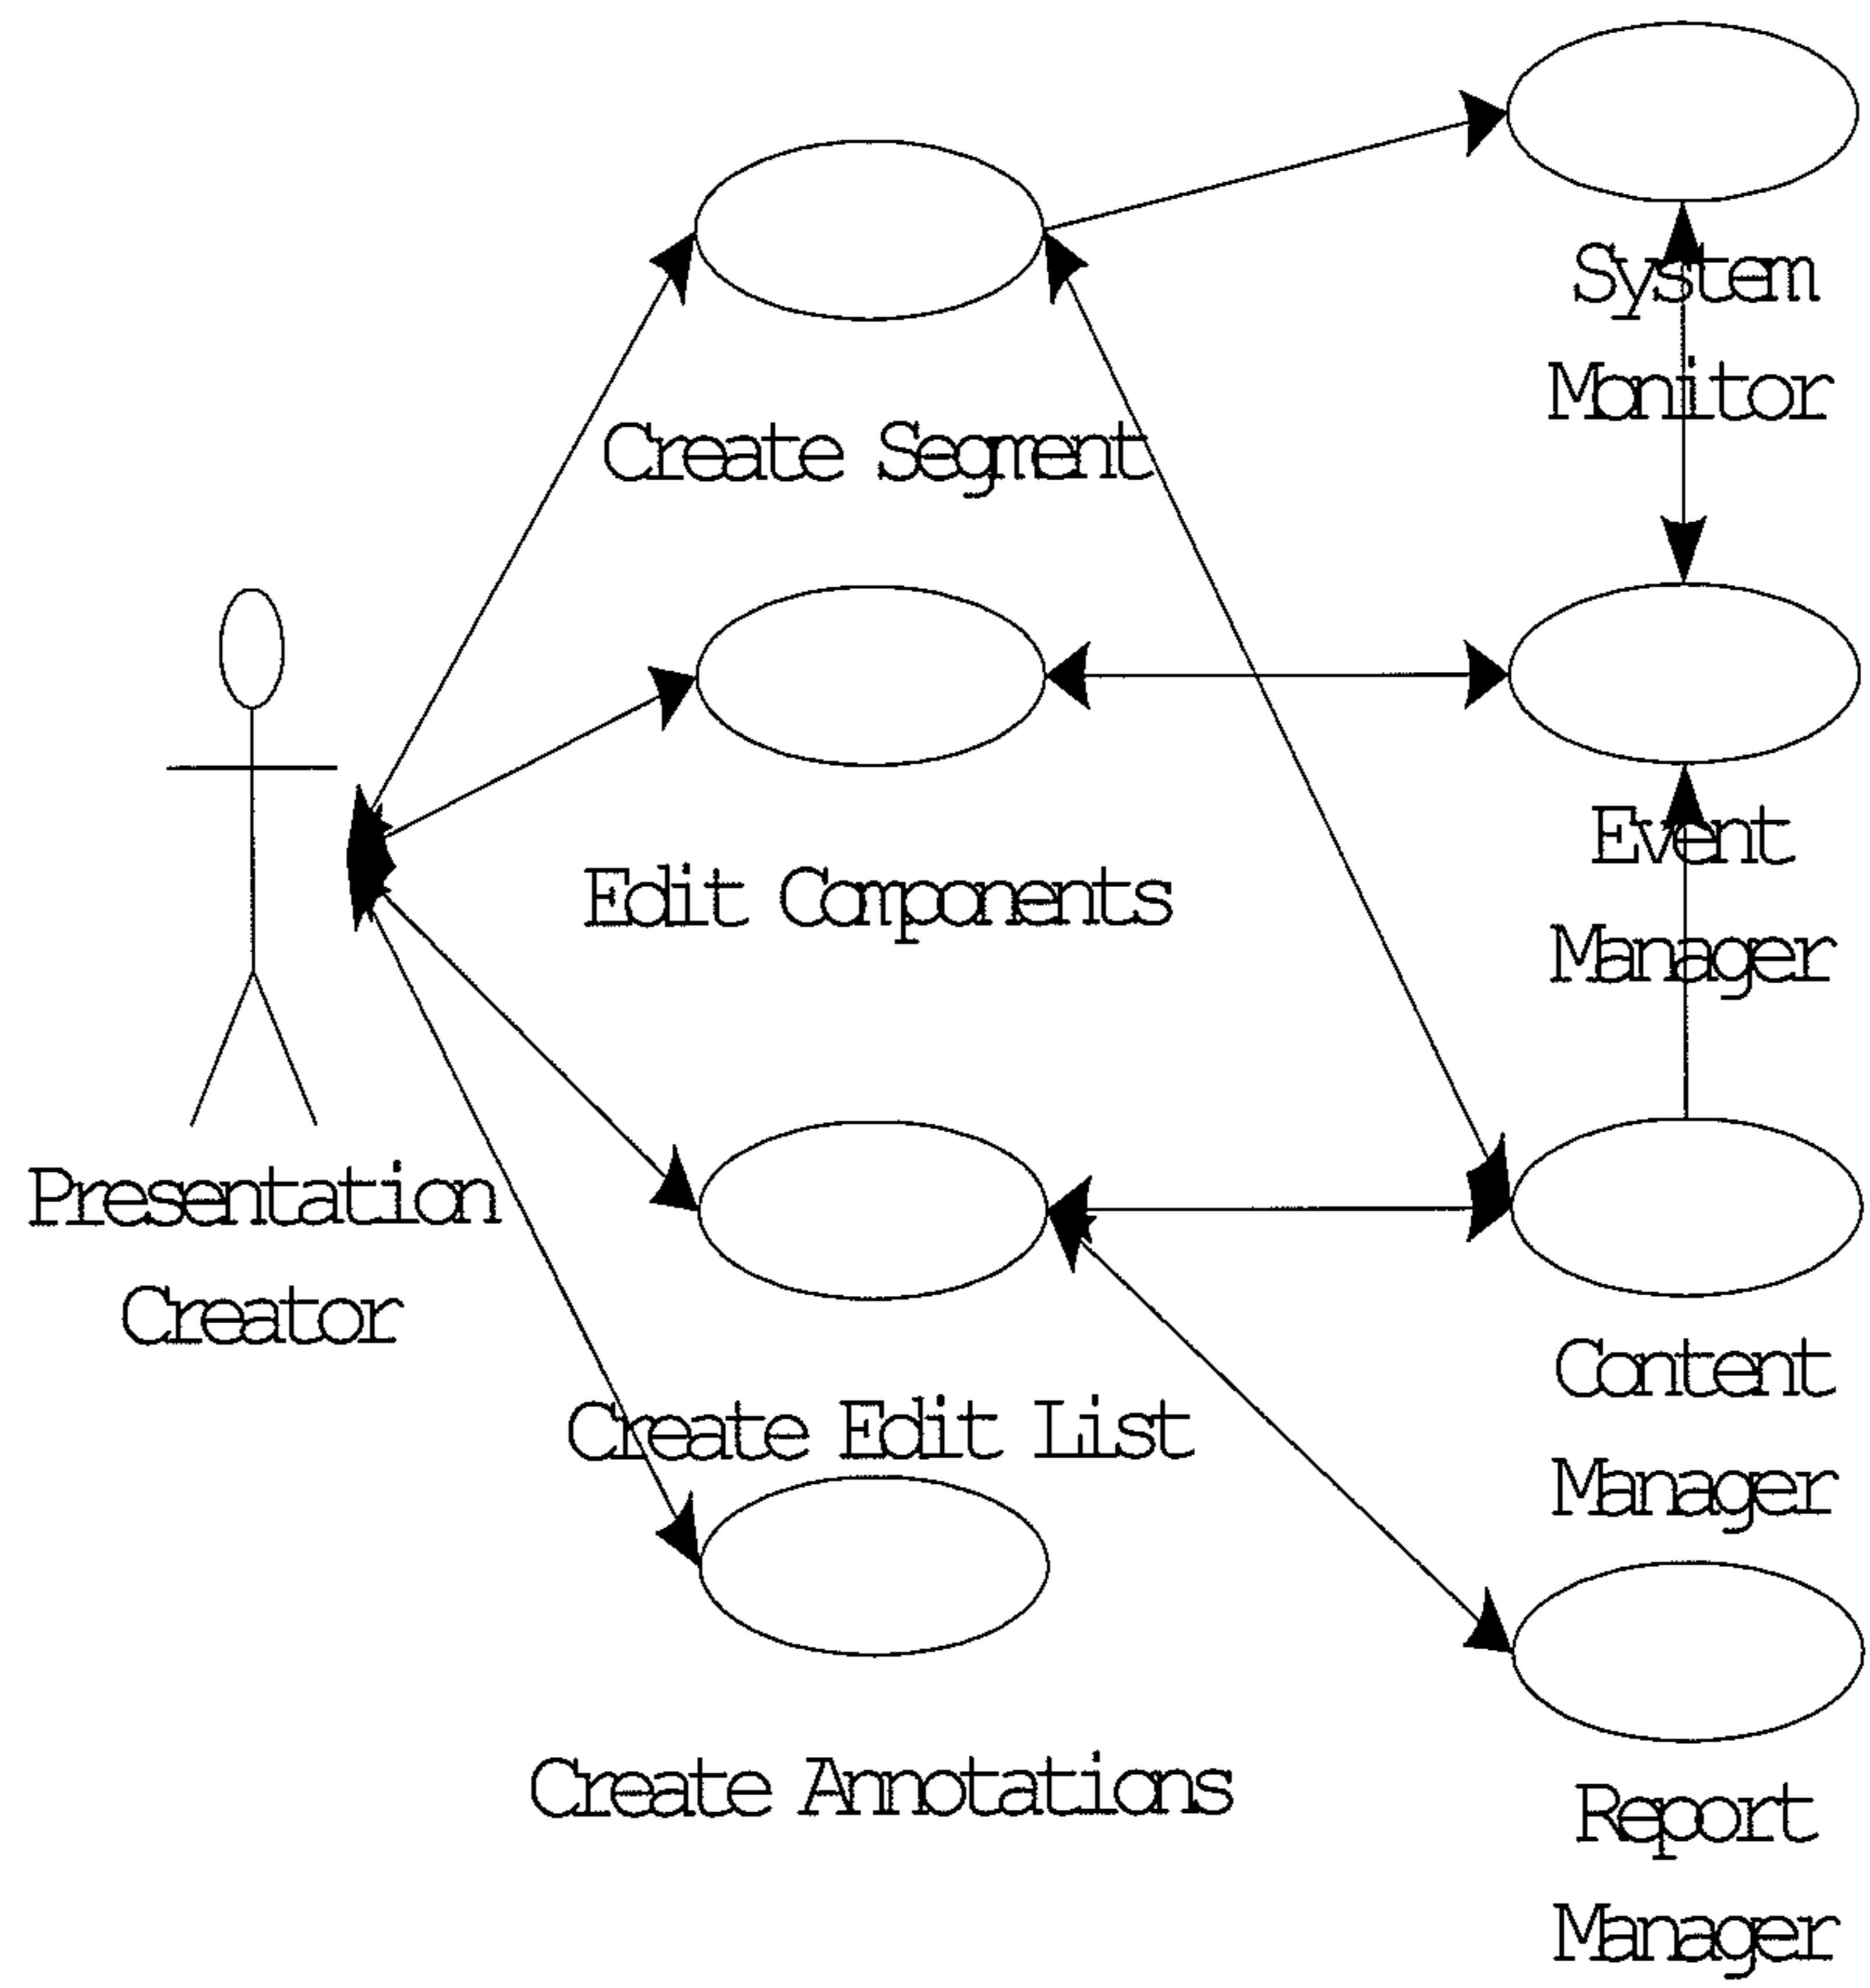 System
Monitor
Create Segment
Event
Manager
Edit Components
Presentation
Creator
Content
Manager
Create Edit List
Create Annotations
Report
Manager